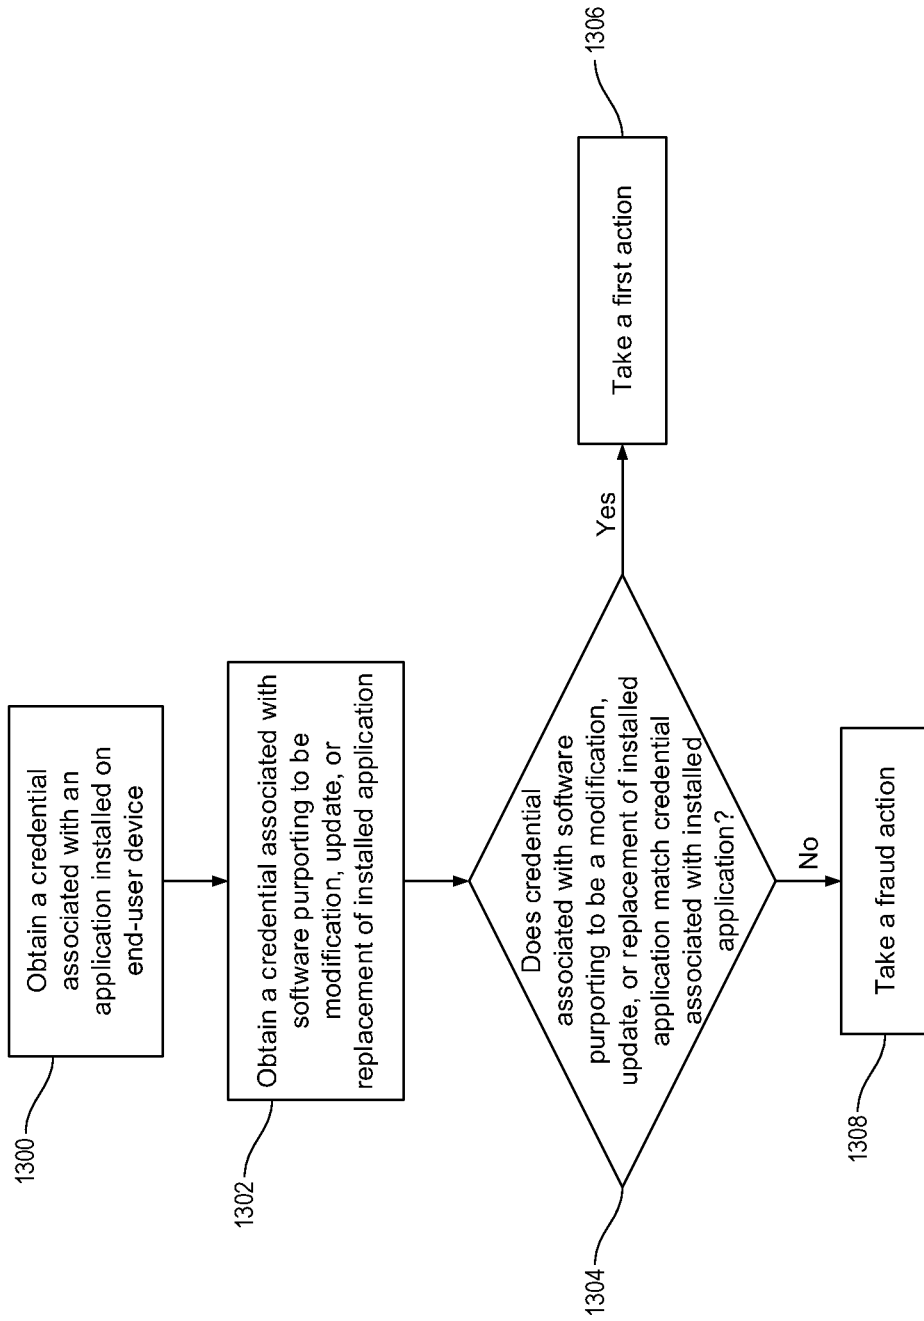 1300
Obtain a credential
associated with an
application installed on
end-user device
1302
Obtain a credential associated with
software purporting to be
modification, update, or
replacement of installed application
1304
Does credential
associated with software
purporting to be a modification,
update, or replacement of installed
application match credential
associated with installed
application?
Yes
1306
Take a first action
No
1308
Take a fraud action